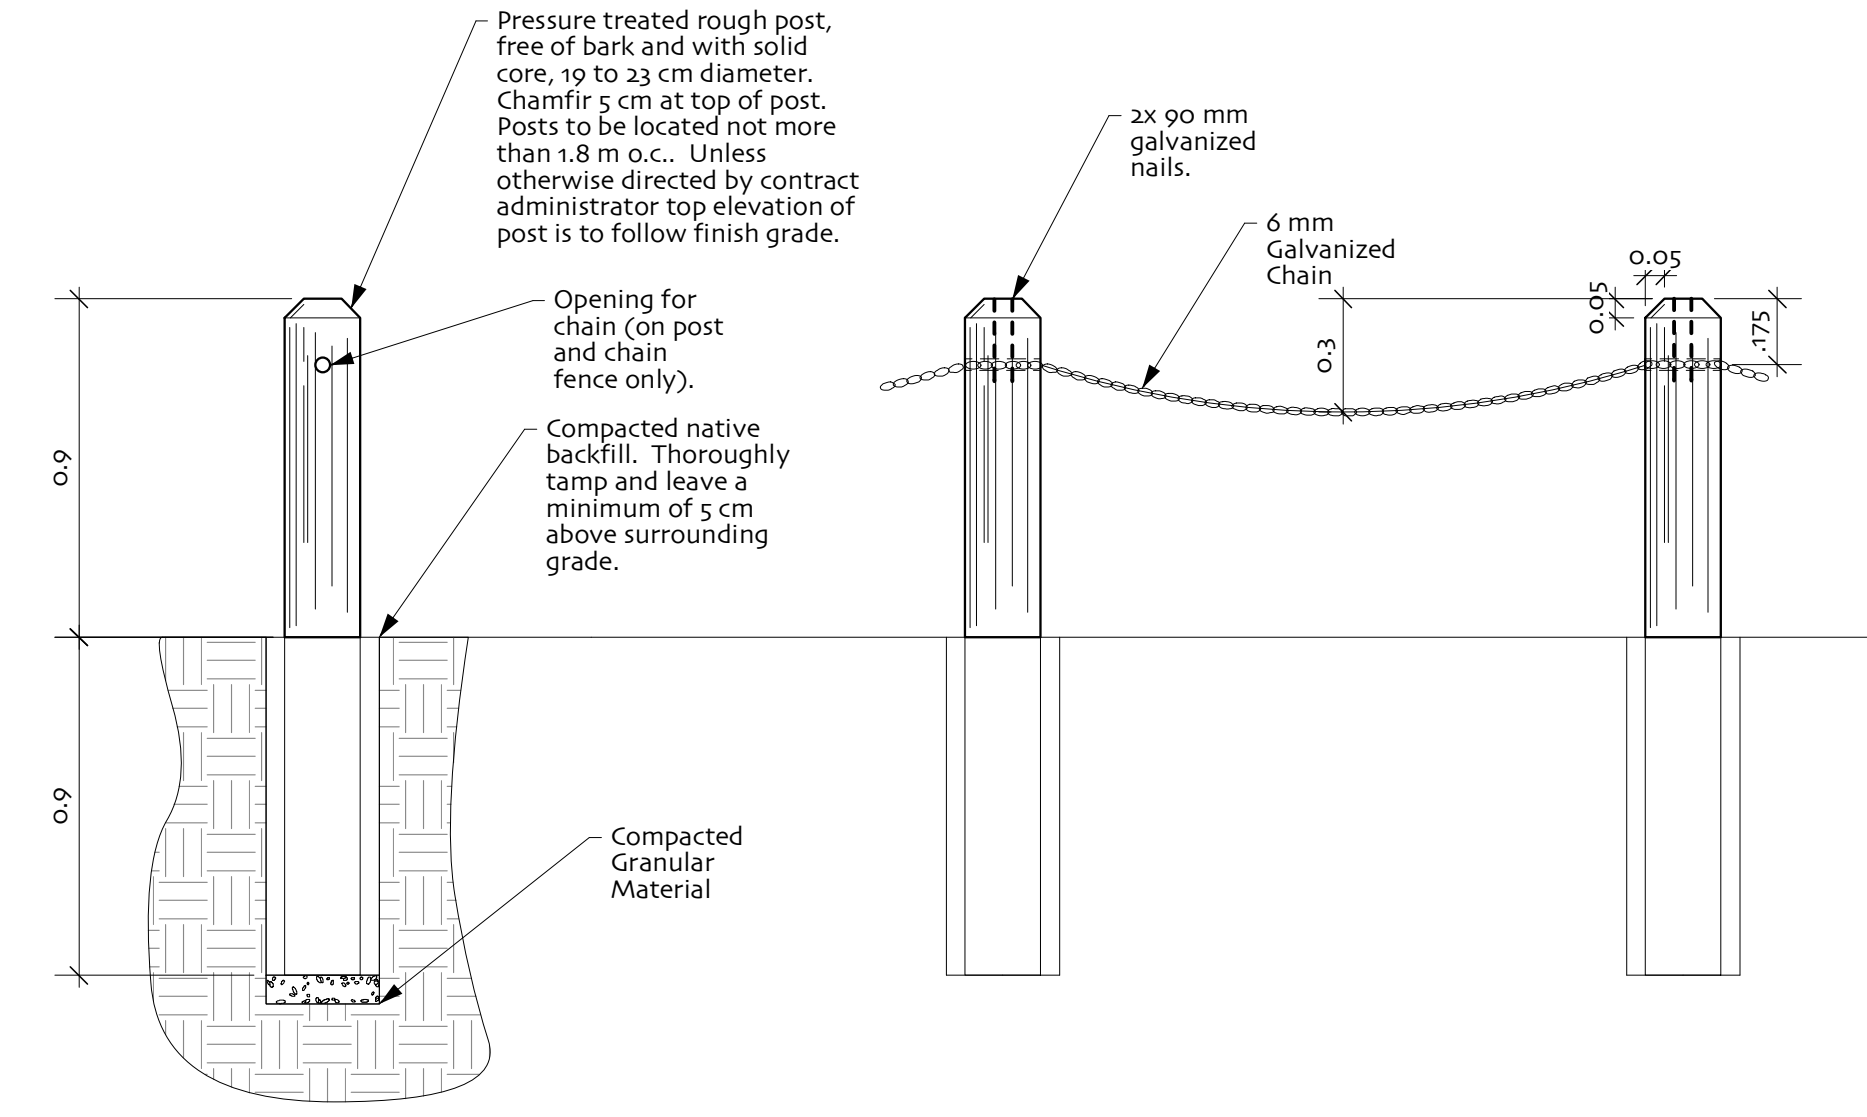 Pressure treated rough post,
free of bark and with solid
core, 19 to 23 cm diameter.
Chamfir 5 cm at top of post.
Posts to be located not more
than 1.8 m o.c.. Unless
otherwise directed by contract
administrator top elevation of
post is to follow finish grade.
Opening for
chain (on post
and chain
fence only).
Compacted native
backfill. Thoroughly
tamp and leave a
minimum of 5 cm
above surrounding
grade.
Compacted
Granular
Material
0.9
0.9
2x 90 mm
galvanized
nails.
6 mm
Galvanized
Chain
0.3
0.05
0.05
.175